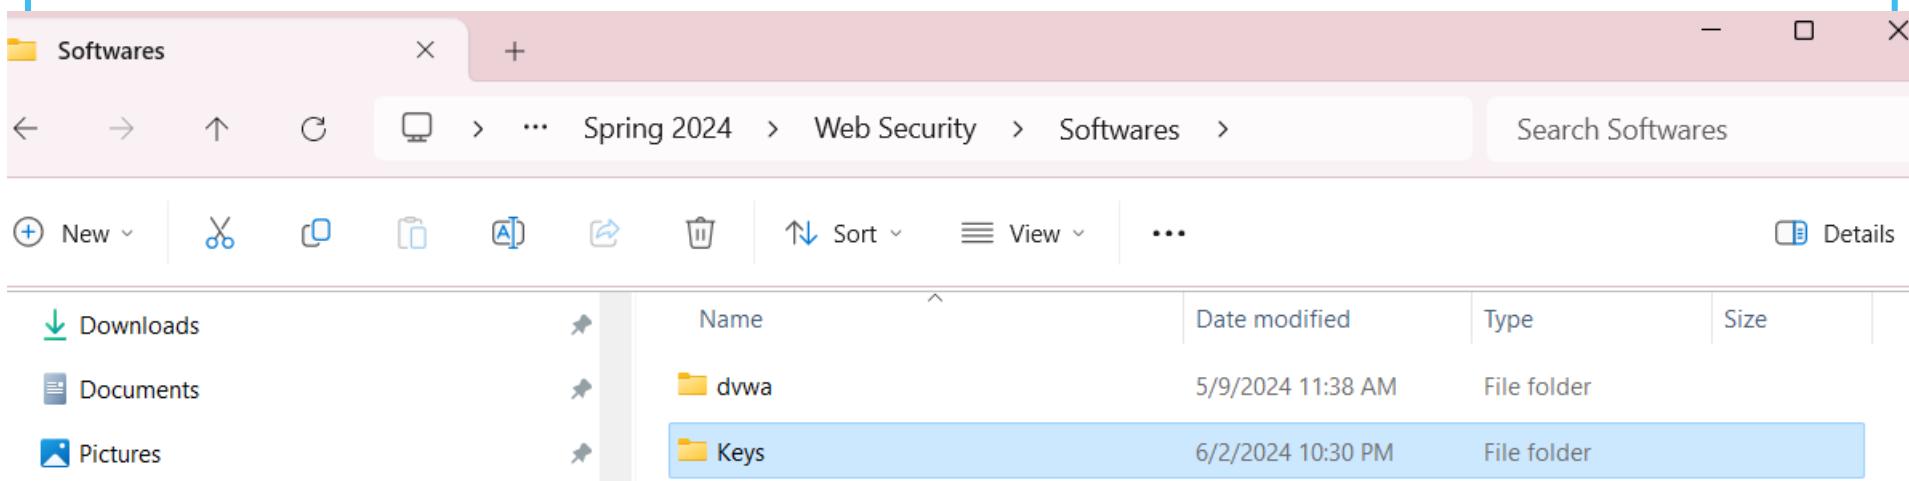 Softwares
Spring 2024 > Web Security > Softwares >
Search Softwares
New
Sort
View
Details
Downloads
Documents
Pictures
Name Date modified Type Size
dvwa 5/9/2024 11:38 AM File folder
Keys 6/2/2024 10:30 PM File folder